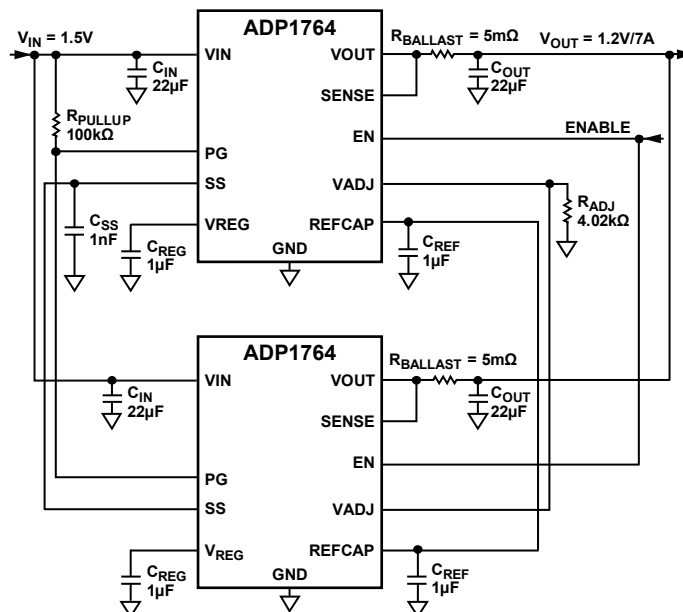 ADP1764
V_IN = 1.5V
VIN
C_IN
22µF
R_PULLUP
100kΩ
PG
SS
C_SS
1nF
VREG
C_REG
1µF
GND
VOUT
R_BALLAST = 5mΩ
V_OUT = 1.2V/7A
C_OUT
22µF
SENSE
EN
ENABLE
VADJ
R_ADJ
4.02kΩ
REFCAP
C_REF
1µF
ADP1764
VIN
C_IN
22µF
PG
SS
V_REG
C_REG
1µF
GND
VOUT
R_BALLAST = 5mΩ
C_OUT
22µF
SENSE
EN
VADJ
REFCAP
C_REF
1µF